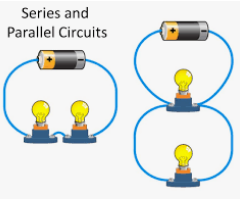 Series and
Parallel Circuits
+ -
+ -